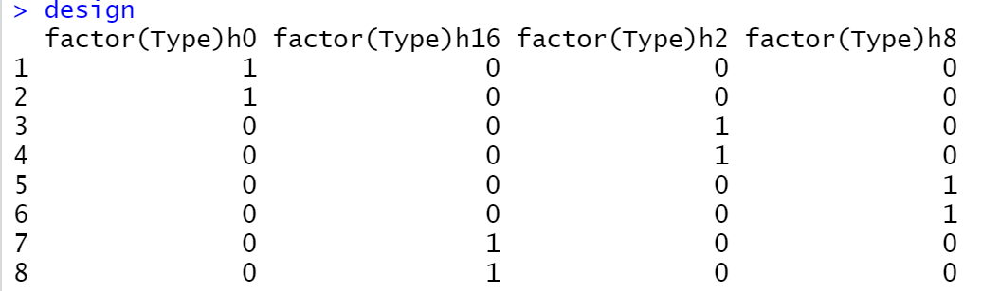 > design
factor(Type)h0 factor(Type)h16 factor(Type)h2 factor(Type)h8
1 1 0 0 0
2 1 0 0 0
3 0 0 1 0
4 0 0 1 0
5 0 0 0 1
6 0 0 0 1
7 0 1 0 0
8 0 1 0 0